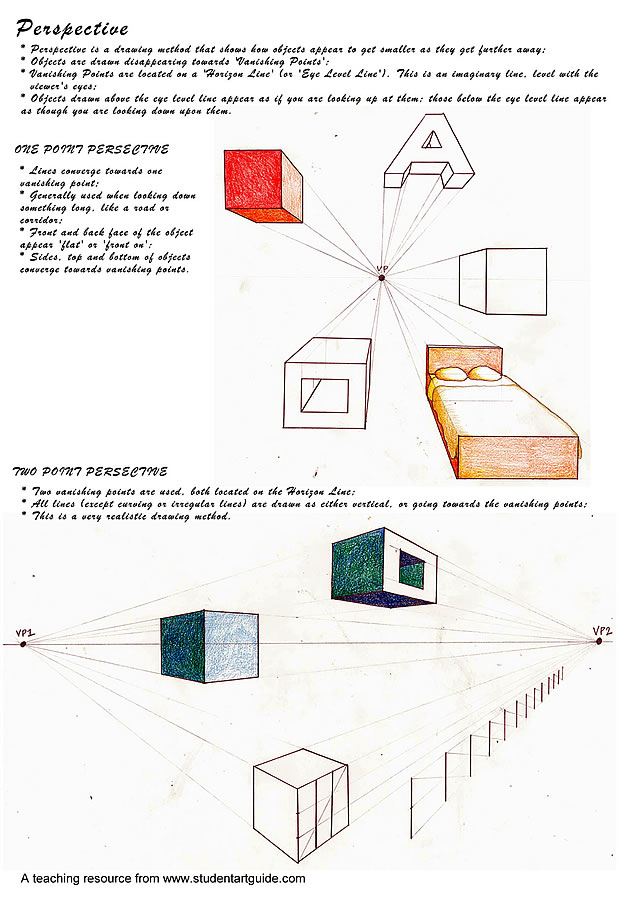 Perspective
* Perspective is a drawing method that shows how objects appear to get smaller as they get further away;
* Objects are drawn disappearing towards 'Vanishing Points';
* Vanishing Points are located on a 'Horizon Line' (or 'Eye Level Line'). This is an imaginary line, level with the
viewer's eyes;
* Objects drawn above the eye level line appear as if you are looking up at them; those below the eye level line appear
as though you are looking down upon them.
ONE POINT PERSECTIVE
* Lines converge towards one
vanishing point;
* Generally used when looking down
something long, like a road or
corridor;
* Front and back face of the object
appear 'flat' or 'front on';
* Sides, top and bottom of objects
converge towards vanishing points.
A
VP
TWO POINT PERSECTIVE
* Two vanishing points are used, both located on the Horizon Line;
* All lines (except curving or irregular lines) are drawn as either vertical, or going towards the vanishing points;
* This is a very realistic drawing method.
VP1
VP2
A teaching resource from www.studentartguide.com